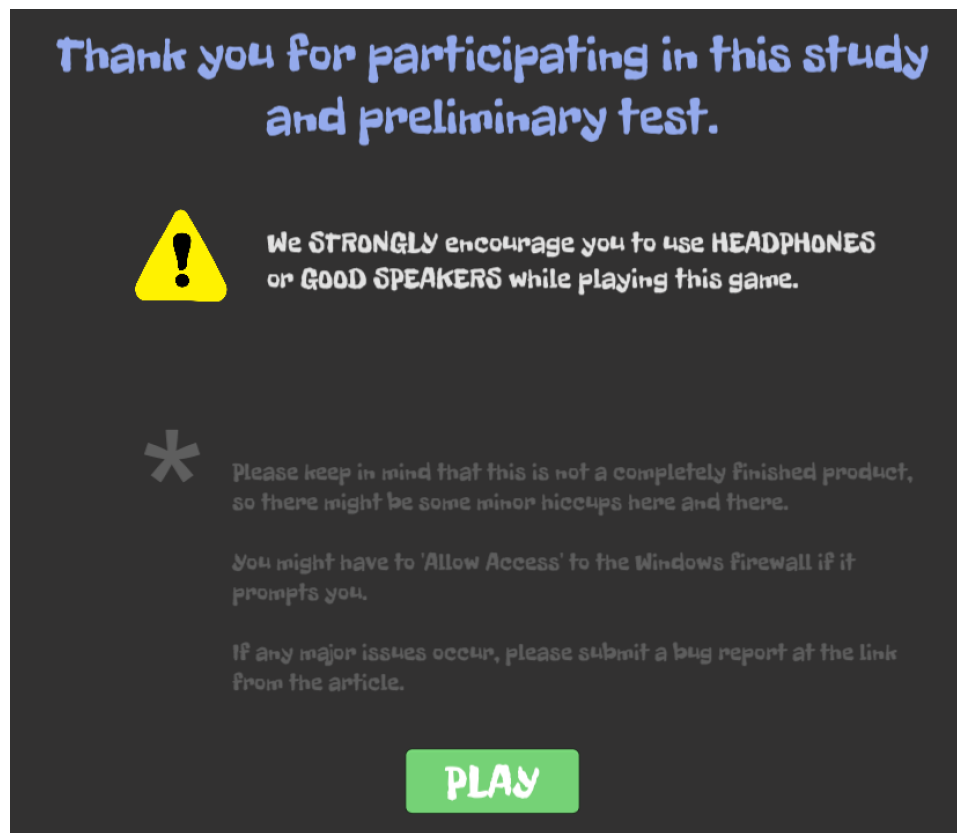 Thank you for participating in this study
and preliminary test.
We STRONGLY encourage you to use HEADPHONES
or GOOD SPEAKERS while playing this game.
* Please keep in mind that this is not a completely finished product,
so there might be some minor hiccups here and there.
You might have to 'Allow Access' to the Windows firewall if it
prompts you.
If any major issues occur, please submit a bug report at the link
from the article.
PLAY